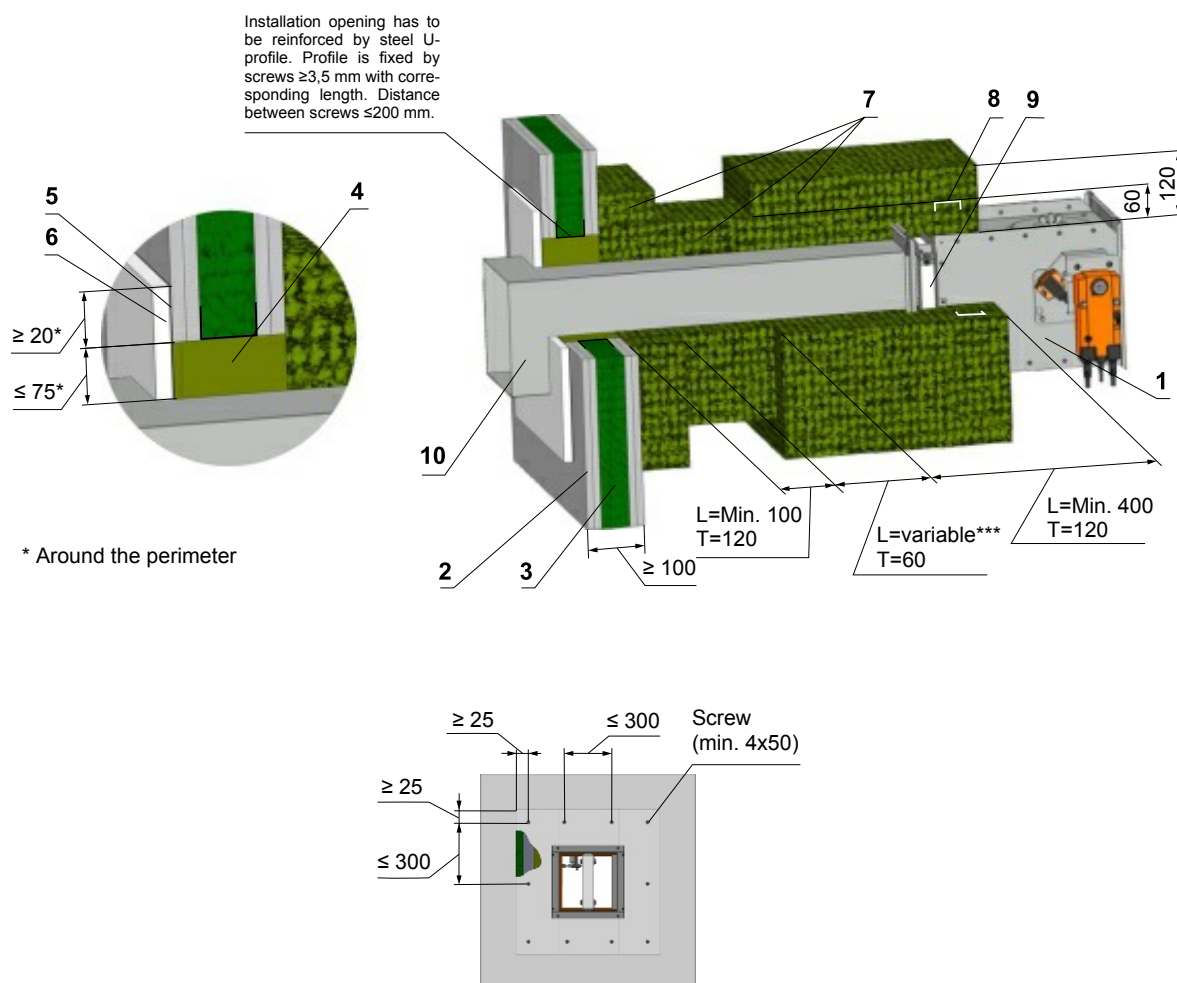 Installation opening has to
be reinforced by steel U-
profile. Profile is fixed by
screws ≥3,5 mm with corre-
sponding length. Distance
between screws ≤200 mm.
7
8
9
120
60
5
4
6
≥ 20*
≤ 75*
1
10
L=Min. 100
T=120
L=variable***
T=60
L=Min. 400
T=120
* Around the perimeter
2
3
≥ 100
≥ 25
≤ 300
Screw
(min. 4x50)
≥ 25
≤ 300